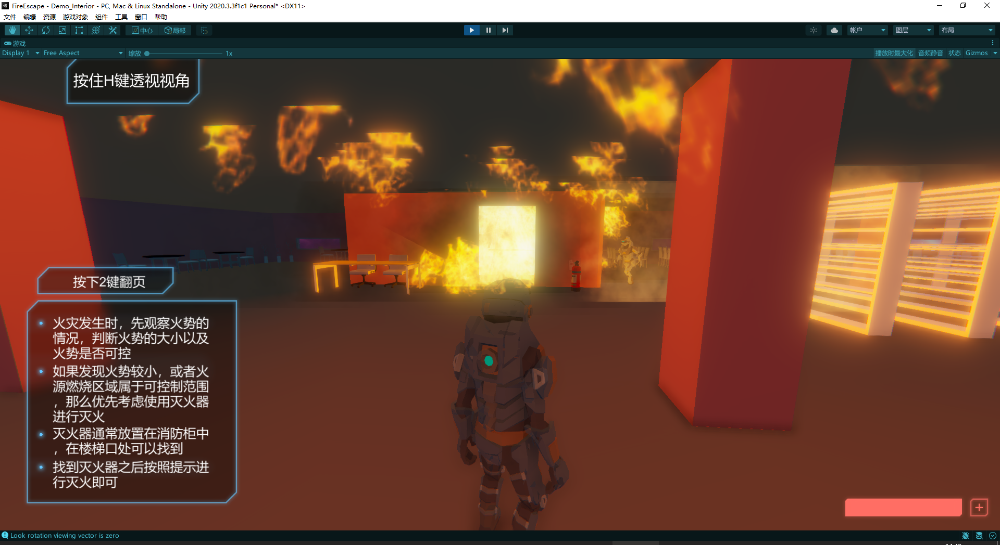 FireEscape - Demo_Interior - PC, Mac & Linux Standalone - Unity 2020.3.3f1c1 Personal* <DX11>
文件 编辑 资源 游戏对象 组件 工具 窗口 帮助
中心 局部 帐户 图层 布局
游戏
Display 1 Free Aspect 缩放 1x 播放时最大化 音频静音 状态 Gizmos
按住H键透视视角
按下2键翻页
火灾发生时，先观察火势的
情况，判断火势的大小以及
火势是否可控
如果发现火势较小，或者火
源燃烧区域属于可控制范围
，那么优先考虑使用灭火器
进行灭火
灭火器通常放置在消防柜中
，在楼梯口处可以找到
找到灭火器之后按照提示进
行灭火即可
Look rotation viewing vector is zero